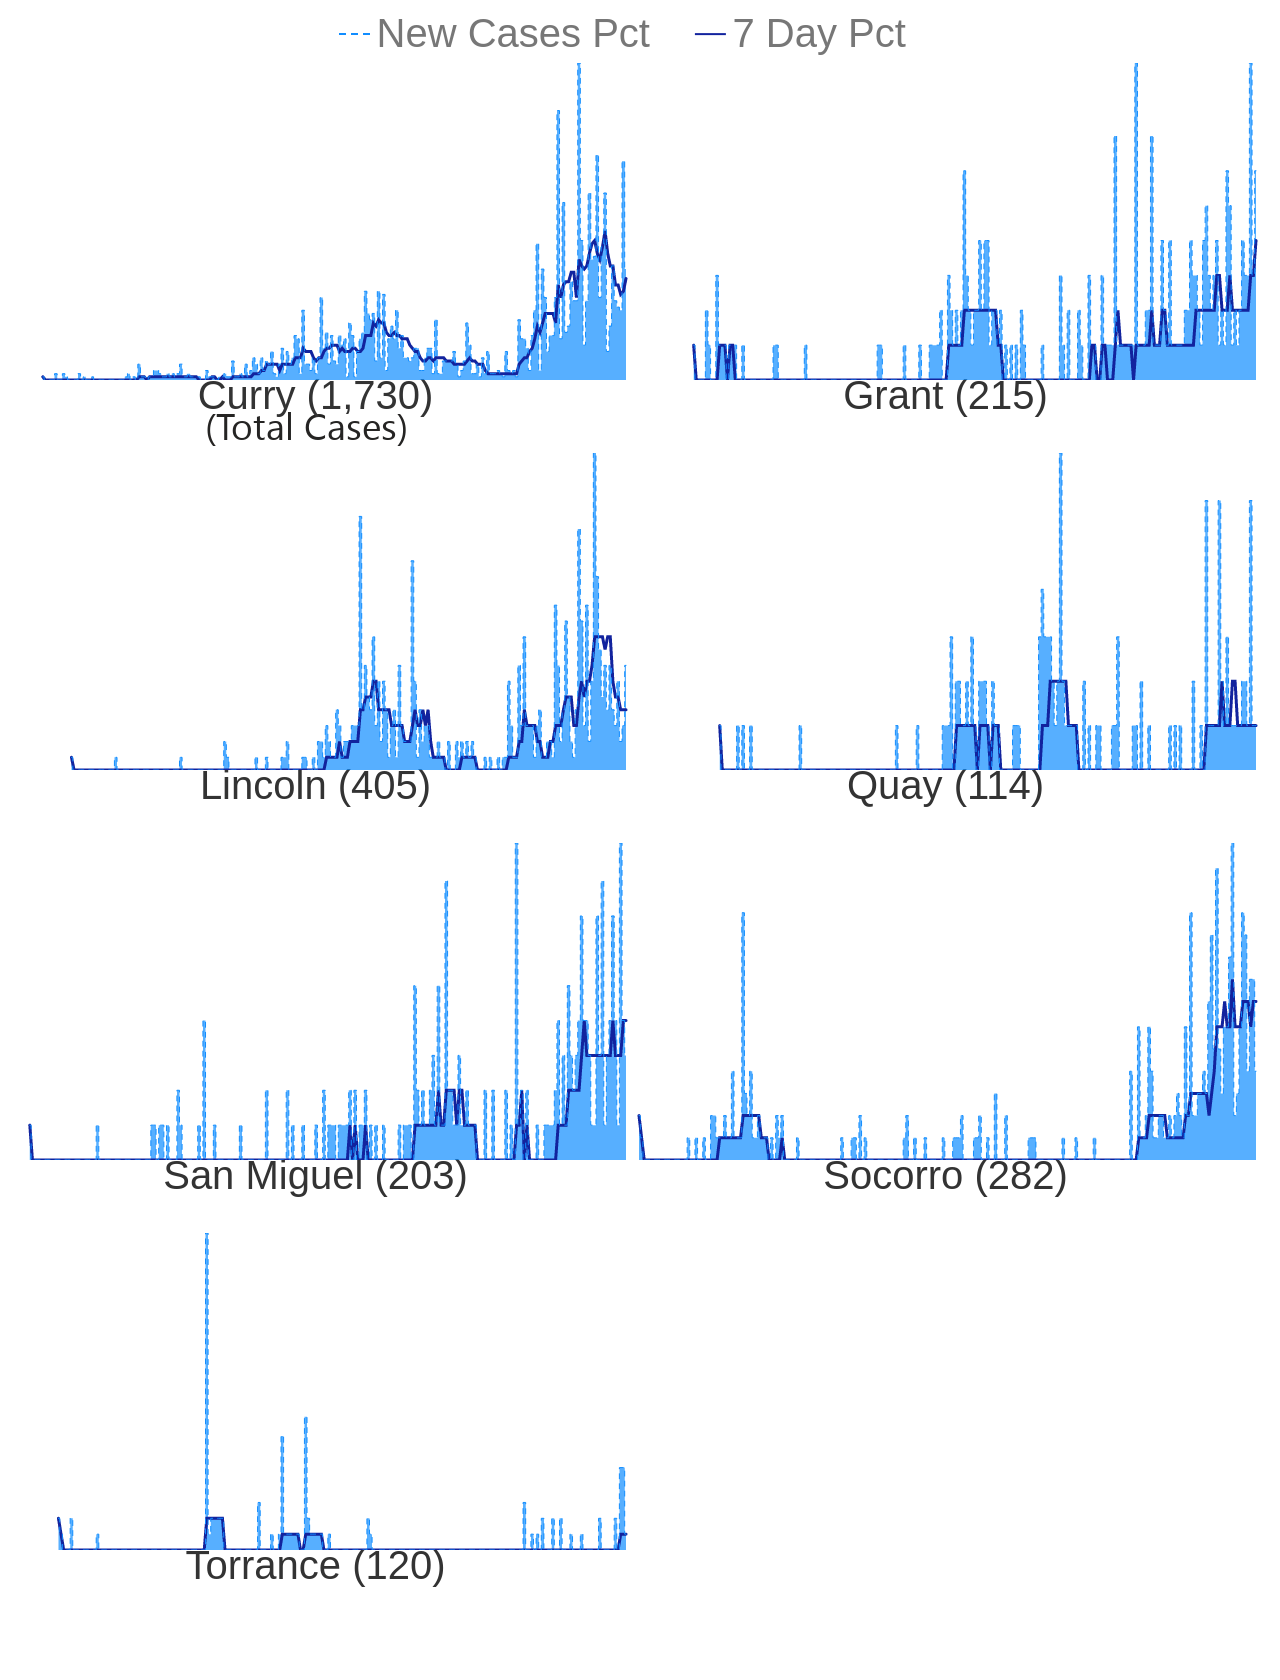 New Cases Pct 7 Day Pct
Curry (1,730) Grant (215)
(Total Cases)
Lincoln (405) Quay (114)
San Miguel (203) Socorro (282)
Torrance (120)